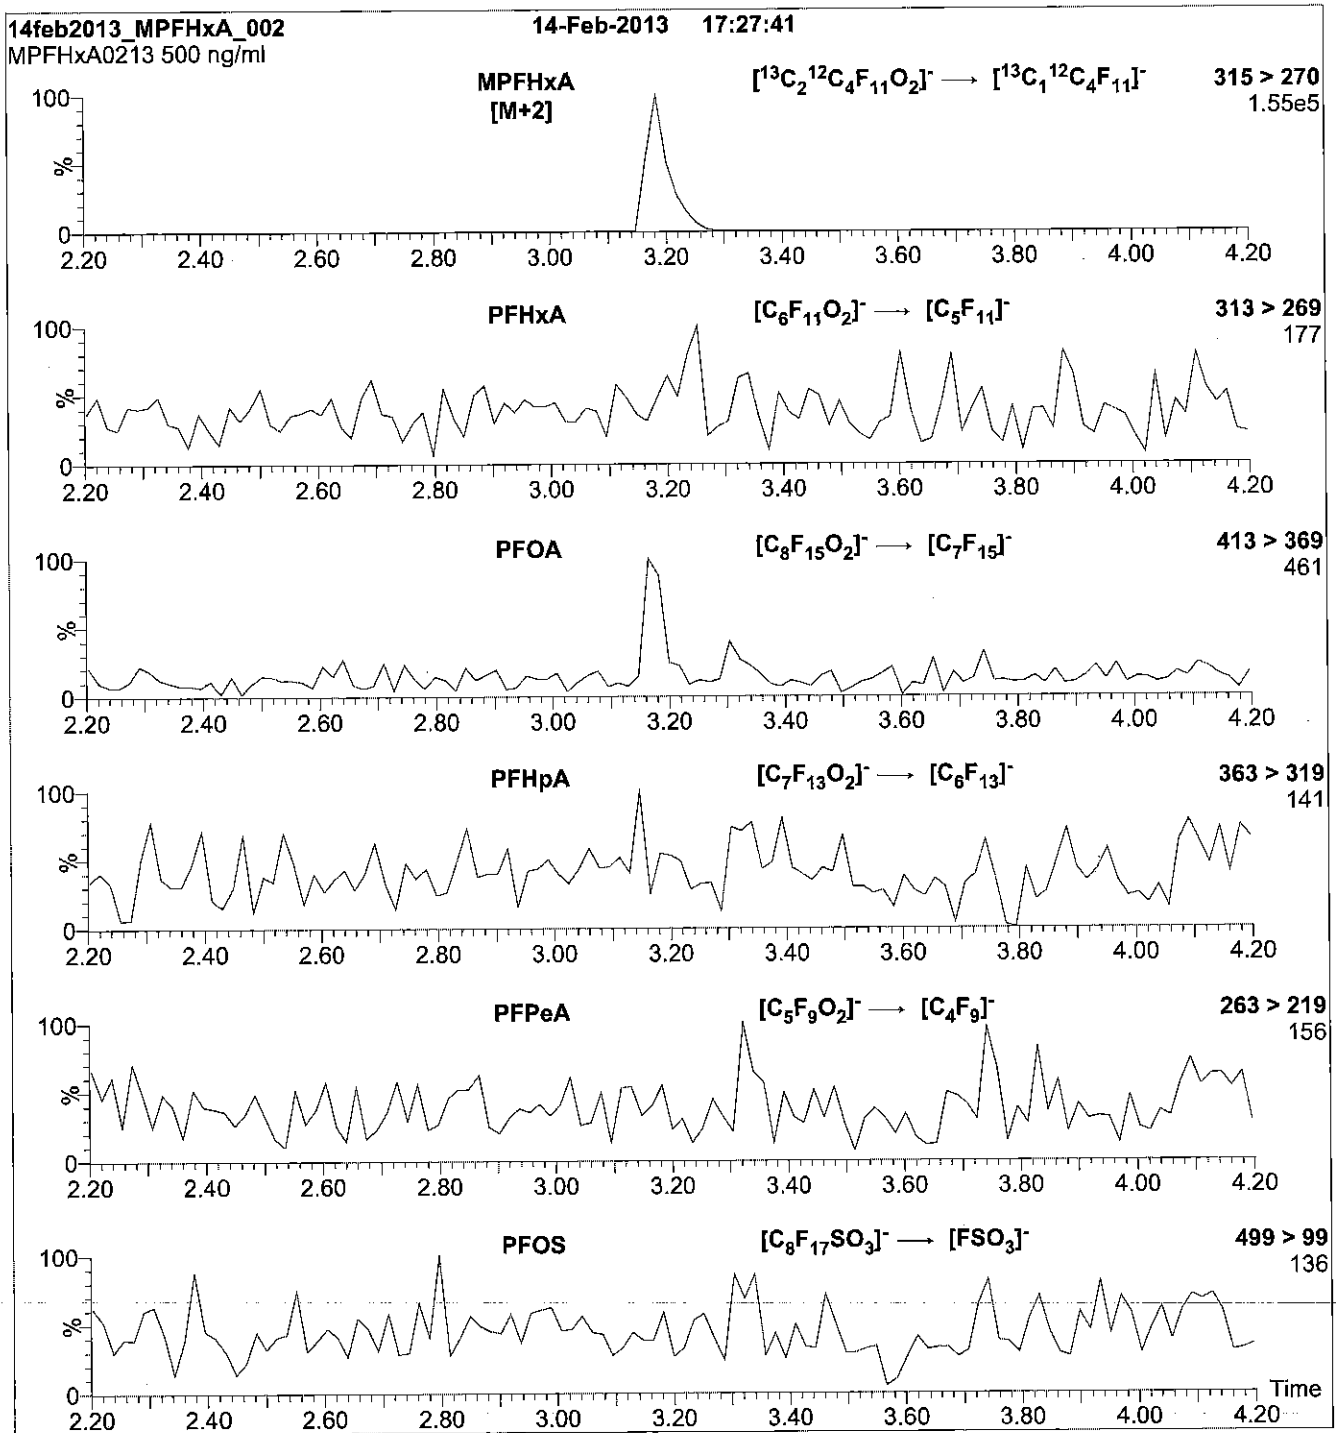 14feb2013_MPFHxA_002 14-Feb-2013 17:27:41
MPFHxA0213 500 ng/ml
MPFHxA [¹³C₂¹²C₄F₁₁O₂]⁻ → [¹³C₁¹²C₄F₁₁]⁻ 315 > 270
[M+2] 1.55e5
100
%
0
2.20 2.40 2.60 2.80 3.00 3.20 3.40 3.60 3.80 4.00 4.20
PFHxA [C₆F₁₁O₂]⁻ → [C₅F₁₁]⁻ 313 > 269
177
100
%
0
2.20 2.40 2.60 2.80 3.00 3.20 3.40 3.60 3.80 4.00 4.20
PFOA [C₈F₁₅O₂]⁻ → [C₇F₁₅]⁻ 413 > 369
461
100
%
0
2.20 2.40 2.60 2.80 3.00 3.20 3.40 3.60 3.80 4.00 4.20
PFHpA [C₇F₁₃O₂]⁻ → [C₆F₁₃]⁻ 363 > 319
141
100
%
0
2.20 2.40 2.60 2.80 3.00 3.20 3.40 3.60 3.80 4.00 4.20
PFPeA [C₅F₉O₂]⁻ → [C₄F₉]⁻ 263 > 219
156
100
%
0
2.20 2.40 2.60 2.80 3.00 3.20 3.40 3.60 3.80 4.00 4.20
PFOS [C₈F₁₇SO₃]⁻ → [FSO₃]⁻ 499 > 99
136
100
%
0
Time
2.20 2.40 2.60 2.80 3.00 3.20 3.40 3.60 3.80 4.00 4.20